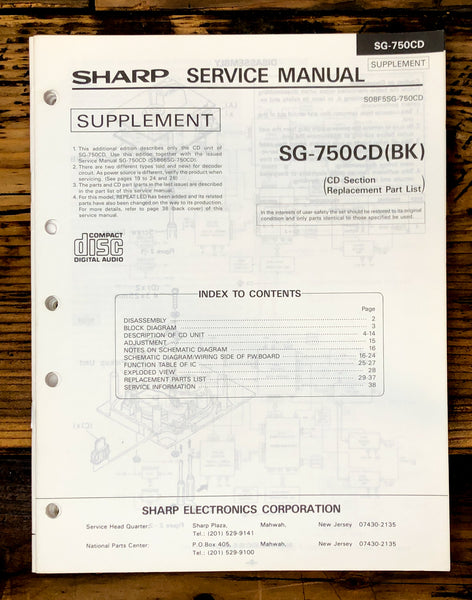 SG-750CD
SUPPLEMENT
SHARP SERVICE MANUAL
S08F5SG-750CD
SUPPLEMENT
1. This additional edition describes only the CD unit of
SG-750CD. Use this edition together with the issued
Service Manual SG-750CD (S5866SG-750CD).
2. There are two different types of led and ineo for decoder
circuit. As power source is different, verify the product when
servicing. (See pages 19 to 24 and 29)
3. The parts and CD part (parts in the last issue) are described
in the part list of this service manual.
4. For this model, REPEAT LED has been added and its related
parts have also been changed on the way to its production.
For more details, refer to page 38 (back cover) of this
service manual.
SG-750CD(BK)
(CD Section
Replacement Part List)
In the interests of user safety the set should be restored to its original
condition and only parts identical to those specified be used.
COMPACT
disc
DIGITAL AUDIO
INDEX TO CONTENTS
Page
DISASSEMBLY 2
BLOCK DIAGRAM 3
DESCRIPTION OF CD UNIT 4-14
ADJUSTMENT 15
NOTES ON SCHEMATIC DIAGRAM 16
SCHEMATIC DIAGRAM/WIRING SIDE OF P.W.BOARD 16-24
FUNCTION TABLE OF IC 25-27
EXPLODED VIEW 28
REPLACEMENT PARTS LIST 29-37
SERVICE INFORMATION 38
SHARP ELECTRONICS CORPORATION
Service Head Quarter: Sharp Plaza, Mahwah, New Jersey 07430-2135
Tel.: (201) 529-9141
National Parts Center: P.O.Box 405, Mahwah, New Jersey 07430-2135
Tel.: (201) 529-9100